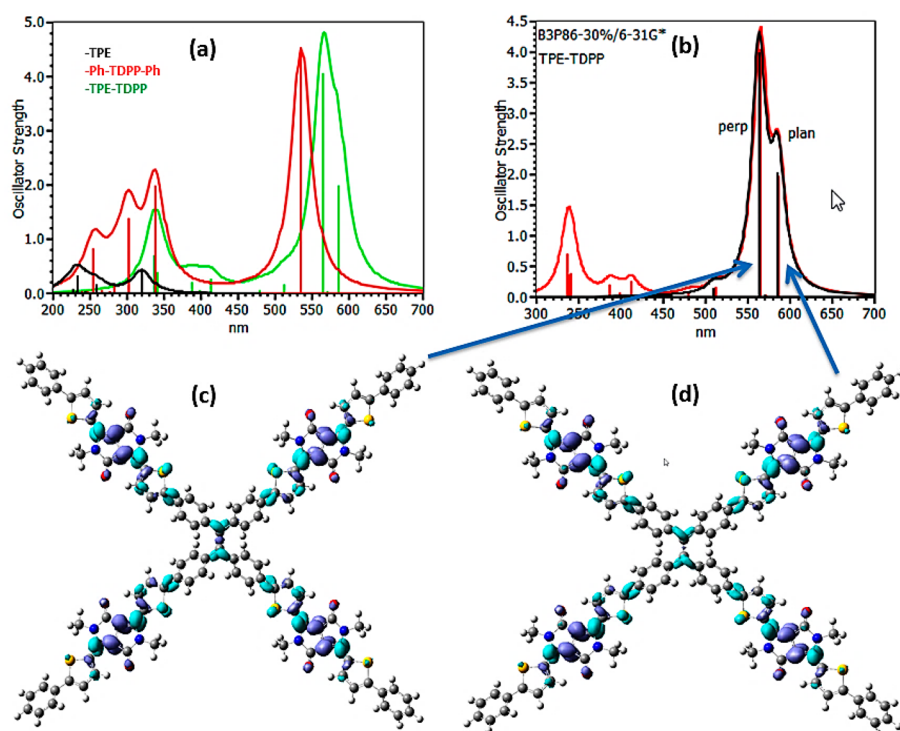 (a)
-TPE
-Ph-TDPP-Ph
-TPE-TDPP
Oscillator Strength
5.0
4.0
3.0
2.0
1.0
0.0
200 250 300 350 400 450 500 550 600 650 700
nm
(b)
B3P86-30%/6-31G*
TPE-TDPP
perp
plan
Oscillator Strength
4.5
4.0
3.5
3.0
2.5
2.0
1.5
1.0
0.5
0.0
300 350 400 450 500 550 600 700
nm
(c)
(d)